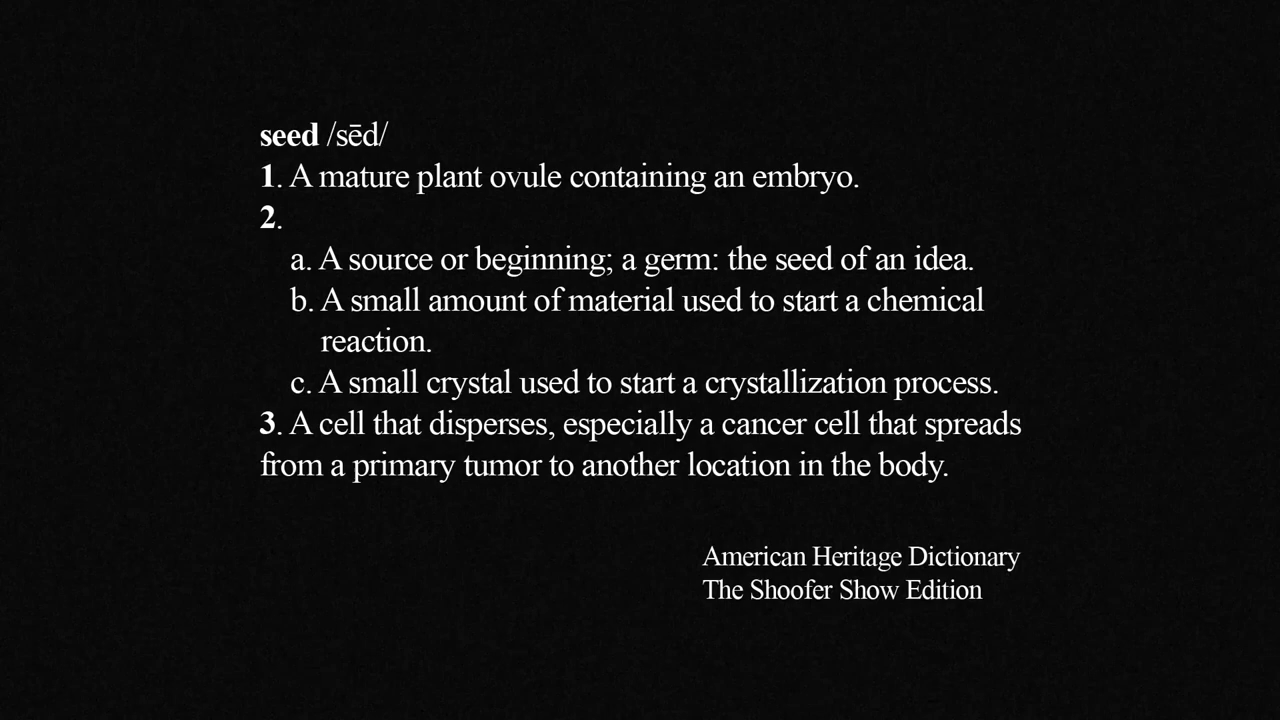 seed /sēd/
1. A mature plant ovule containing an embryo.
2.
a. A source or beginning; a germ: the seed of an idea.
b. A small amount of material used to start a chemical
reaction.
c. A small crystal used to start a crystallization process.
3. A cell that disperses, especially a cancer cell that spreads
from a primary tumor to another location in the body.
American Heritage Dictionary
The Shoofer Show Edition